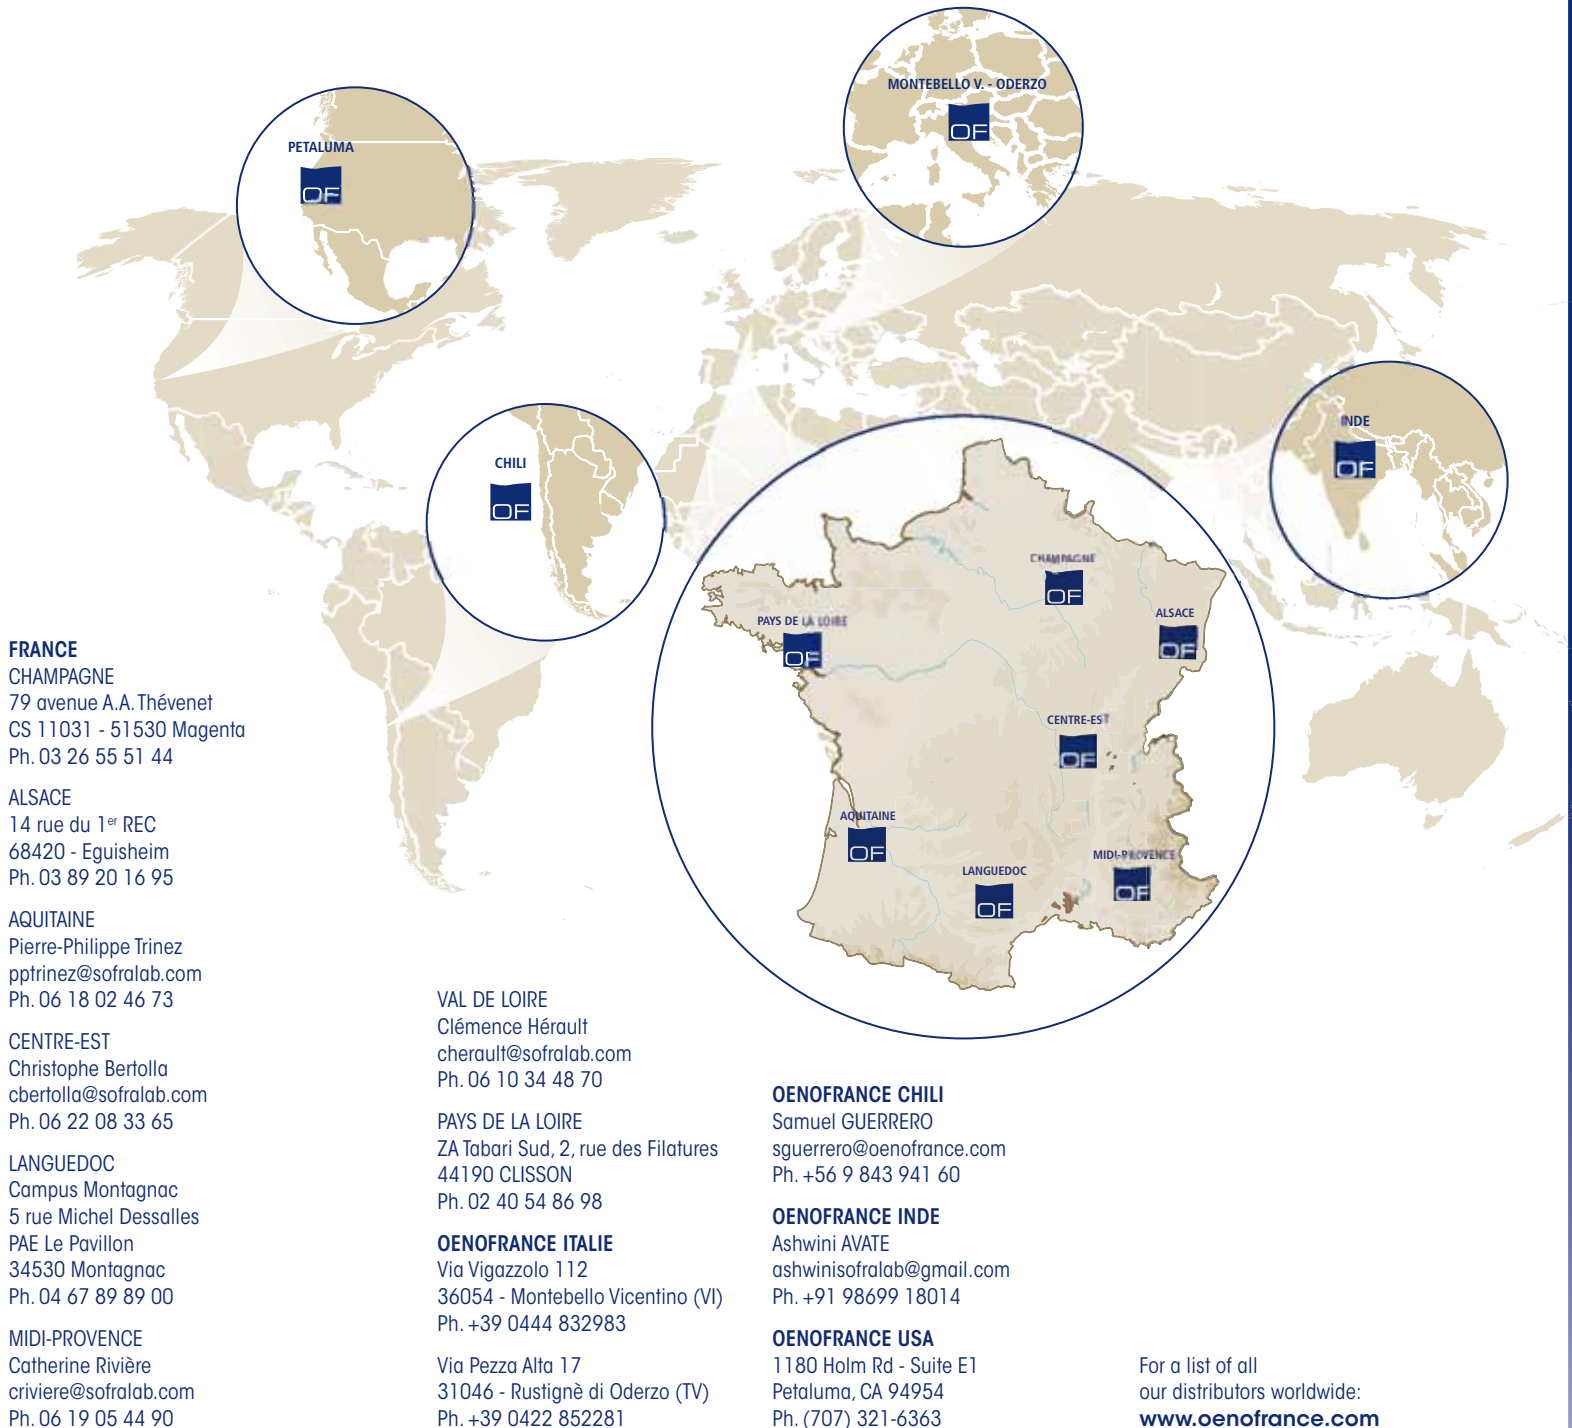 MONTEBELLO V. - ODERZO
OF
PETALUMA
OF
INDE
OF
CHILI
OF
CHAMPAGNE
OF
ALSACE
OF
PAYS DE LA LOIRE
OF
CENTRE-EST
OF
AQUITAINE
OF
MIDI-PROVENCE
OF
LANGUEDOC
OF
FRANCE
CHAMPAGNE
79 avenue A.A. Thévenet
CS 11031 - 51530 Magenta
Ph. 03 26 55 51 44
ALSACE
14 rue du 1er REC
68420 - Eguisheim
Ph. 03 89 20 16 95
AQUITAINE
Pierre-Philippe Trinez
pptrinez@sofralab.com
Ph. 06 18 02 46 73
CENTRE-EST
Christophe Bertolla
cbertolla@sofralab.com
Ph. 06 22 08 33 65
LANGUEDOC
Campus Montagnac
5 rue Michel Dessalles
PAE Le Pavillon
34530 Montagnac
Ph. 04 67 89 89 00
MIDI-PROVENCE
Catherine Rivière
criviere@sofralab.com
Ph. 06 19 05 44 90
VAL DE LOIRE
Clémence Hérault
cherault@sofralab.com
Ph. 06 10 34 48 70
PAYS DE LA LOIRE
ZA Tabari Sud, 2, rue des Filatures
44190 CLISSON
Ph. 02 40 54 86 98
OENOFRANCE ITALIE
Via Vigazzolo 112
36054 - Montebello Vicentino (VI)
Ph. +39 0444 832983
Via Pezza Alta 17
31046 - Rustignè di Oderzo (TV)
Ph. +39 0422 852281
OENOFRANCE CHILI
Samuel GUERRERO
sguerrero@oenofrance.com
Ph. +56 9 843 941 60
OENOFRANCE INDE
Ashwini AVATE
ashwinisofralab@gmail.com
Ph. +91 98699 18014
OENOFRANCE USA
1180 Holm Rd - Suite E1
Petaluma, CA 94954
Ph. (707) 321-6363
For a list of all
our distributors worldwide:
www.oenofrance.com